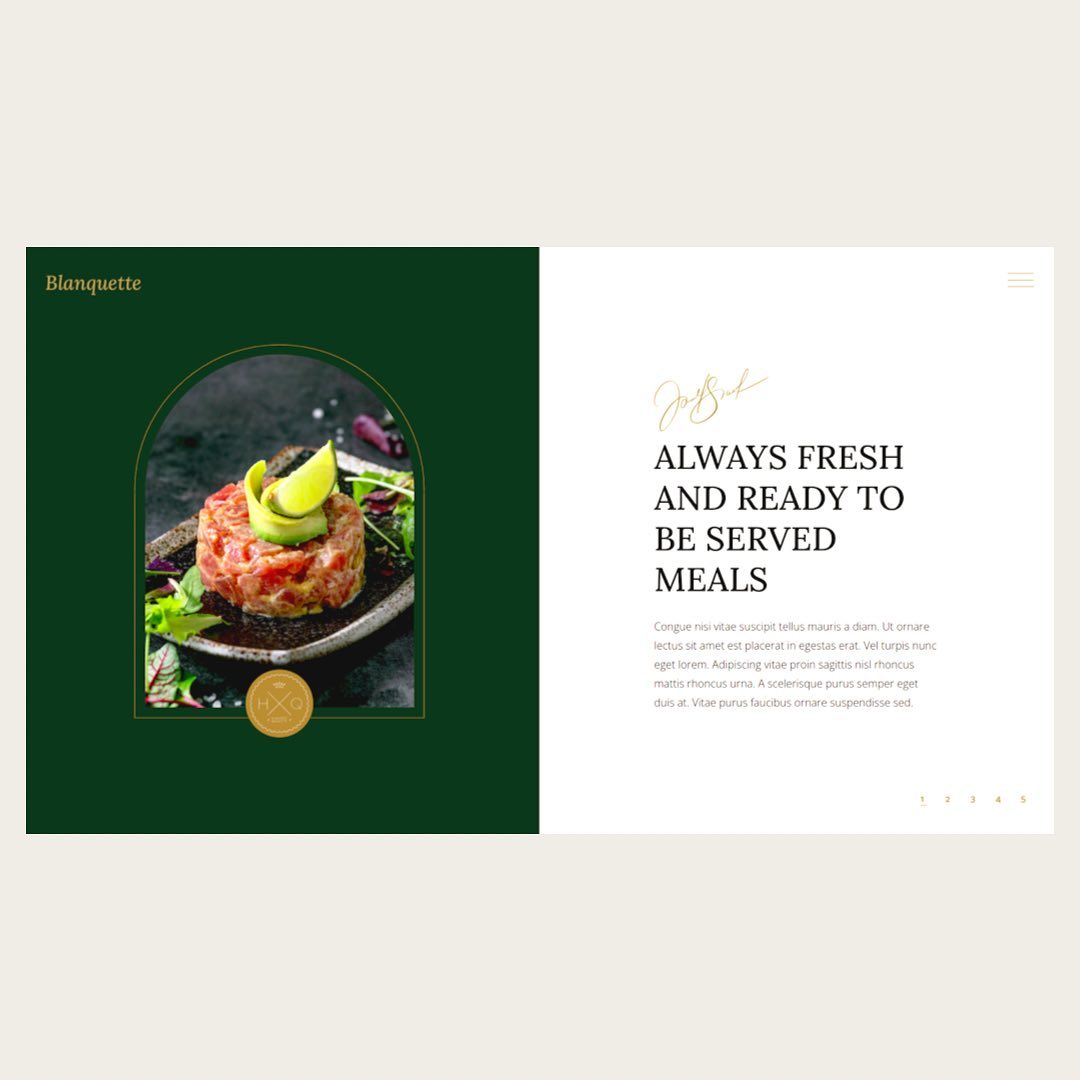 Blanquette
H Q
ALWAYS FRESH
AND READY TO
BE SERVED
MEALS
Congue nisi vitae suscipit tellus mauris a diam. Ut ornare
lectus sit amet est placerat in egestas erat. Vel turpis nunc
eget lorem. Adipiscing vitae proin sagittis nisl rhoncus
mattis rhoncus urna. A scelerisque purus semper eget
duis at. Vitae purus faucibus ornare suspendisse sed.
1 2 3 4 5